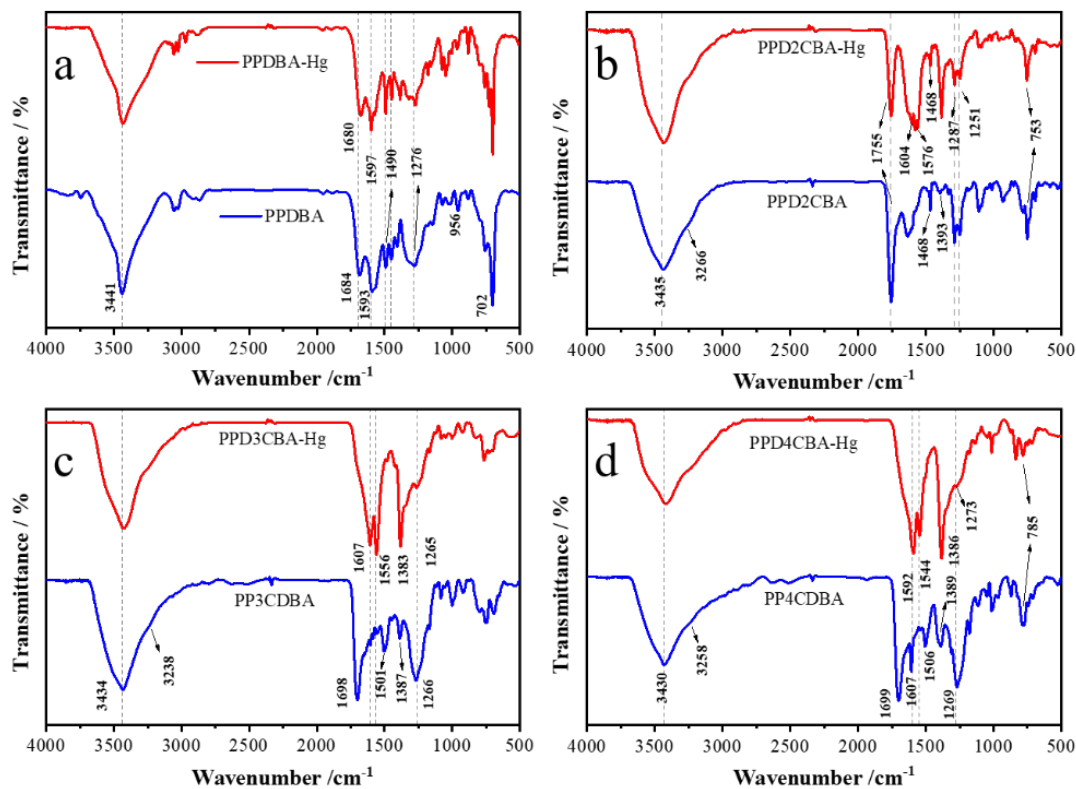 a
PPDBA-Hg
1680
1597
1490
1276
PPDBA
956
3441
1684
1593
702
Transmittance / %
4000 3500 3000 2500 2000 1500 1000 500
Wavenumber /cm-1
b
PPD2CBA-Hg
1468
1755
1604
1576
1287
1251
753
PPD2CBA
3266
3435
1468
1393
Transmittance / %
4000 3500 3000 2500 2000 1500 1000 500
Wavenumber /cm-1
c
PPD3CBA-Hg
1607
1556
1383
1265
PP3CDBA
3238
3434
1698
1501
1387
1266
Transmittance / %
4000 3500 3000 2500 2000 1500 1000 500
Wavenumber /cm-1
d
PPD4CBA-Hg
1273
1592
1544
1389
1386
785
PP4CDBA
3258
3430
1699
1607
1506
1269
Transmittance / %
4000 3500 3000 2500 2000 1500 1000 500
Wavenumber /cm-1